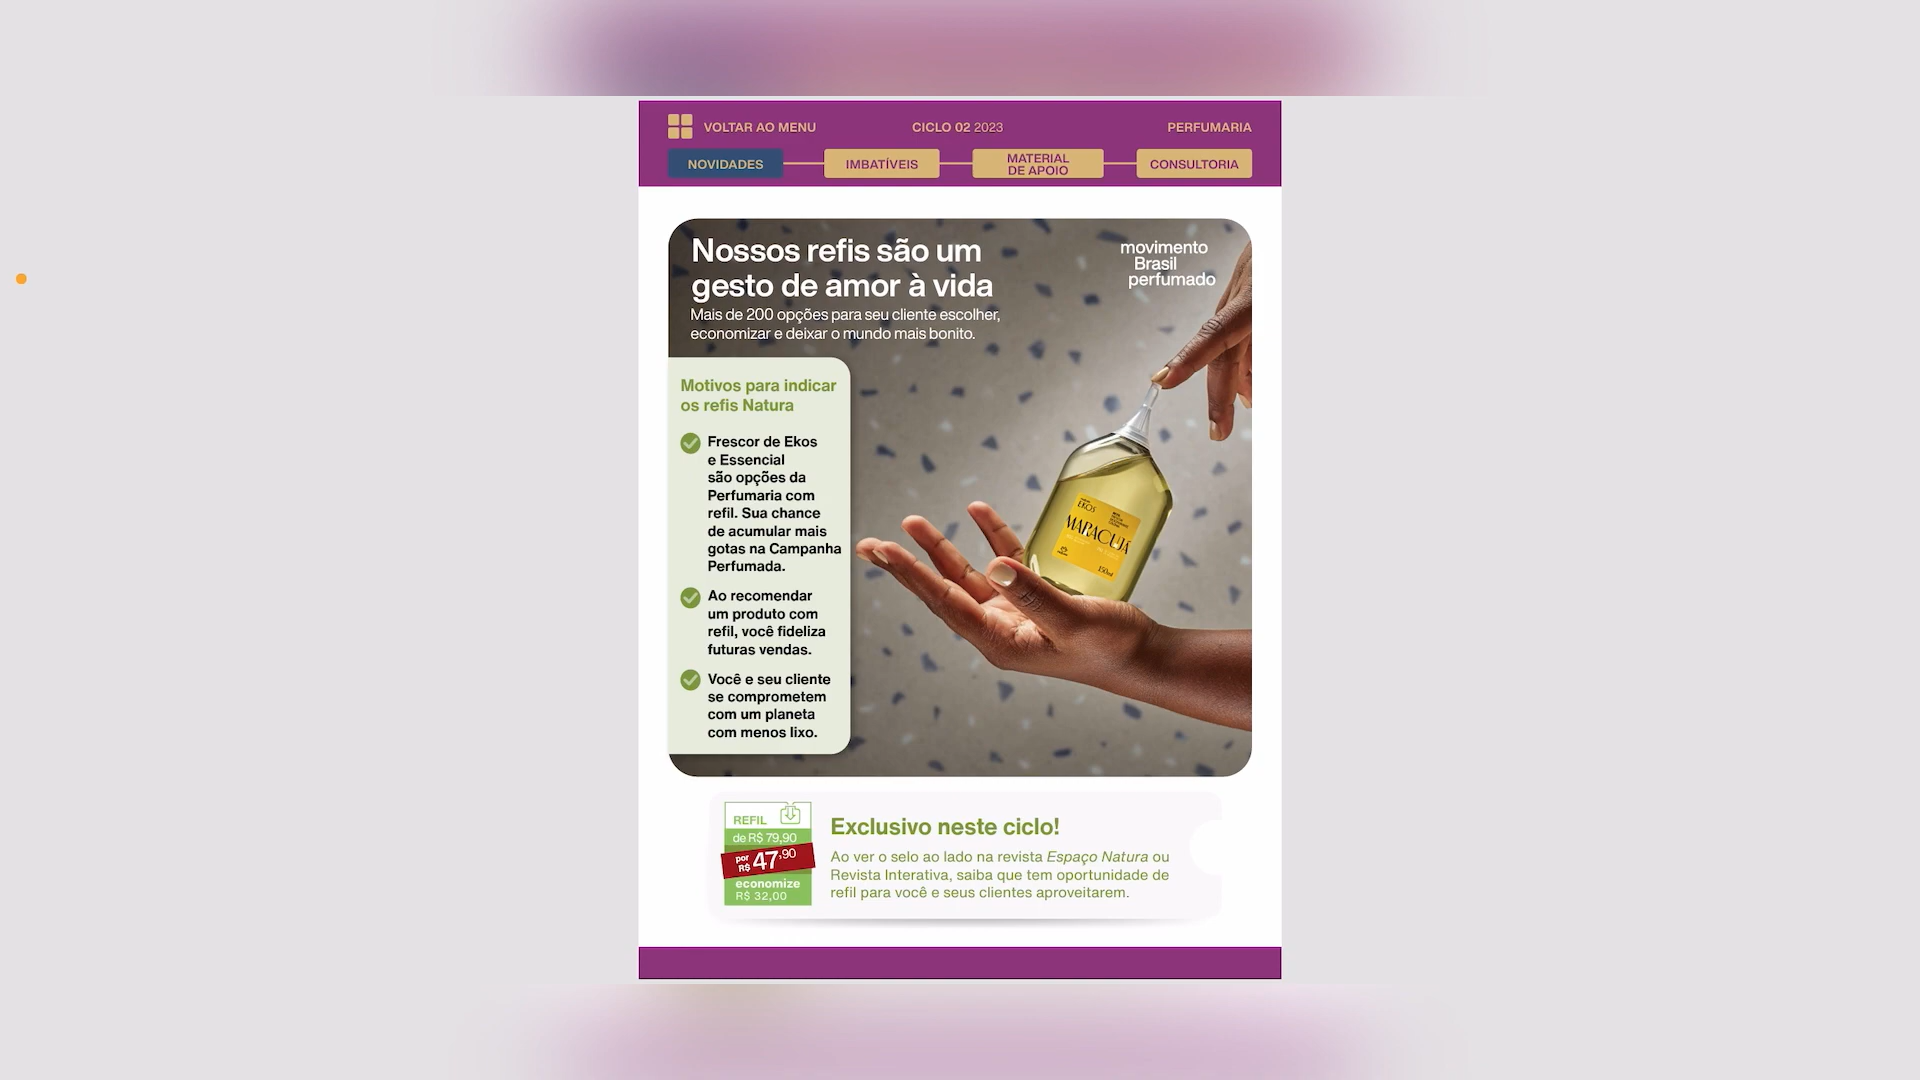 VOLTAR AO MENU
CICLO 02 2023
PERFUMARIA
NOVIDADES
IMBATÍVEIS
MATERIAL
DE APOIO
CONSULTORIA
Nossos refis são um
gesto de amor à vida
Mais de 200 opções para seu cliente escolher,
economizar e deixar o mundo mais bonito.
movimento
Brasil
perfumado
Motivos para indicar
os refis Natura
Frescor de Ekos
e Essencial
são opções da
Perfumaria com
refil. Sua chance
de acumular mais
gotas na Campanha
Perfumada.
Ao recomendar
um produto com
refil, você fideliza
futuras vendas.
Você e seu cliente
se comprometem
com um planeta
com menos lixo.
EKOS
MARACUJÁ
150ml
REFIL
de R$ 79,90
por
R$ 47,90
economize
R$ 32,00
Exclusivo neste ciclo!
Ao ver o selo ao lado na revista Espaço Natura ou
Revista Interativa, saiba que tem oportunidade de
refil para você e seus clientes aproveitarem.